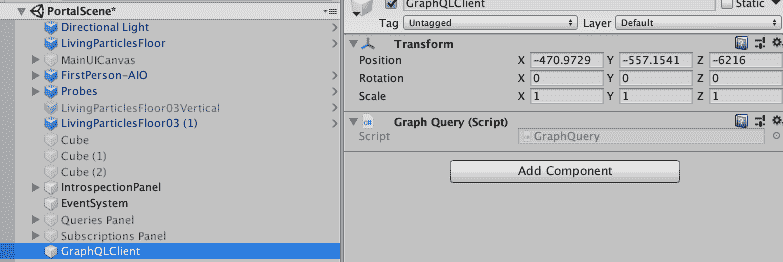 PortalScene*
Directional Light
LivingParticlesFloor
MainUICanvas
FirstPerson-AIO
Probes
LivingParticlesFloor03Vertical
LivingParticlesFloor03 (1)
Cube
Cube (1)
Cube (2)
IntrospectionPanel
EventSystem
Queries Panel
Subscriptions Panel
GraphQLClient
GraphQLClient Static
Tag Untagged Layer Default
Transform
Position X -470.9729 Y -557.1541 Z -6216
Rotation X 0 Y 0 Z 0
Scale X 1 Y 1 Z 1
Graph Query (Script)
Script GraphQuery
Add Component